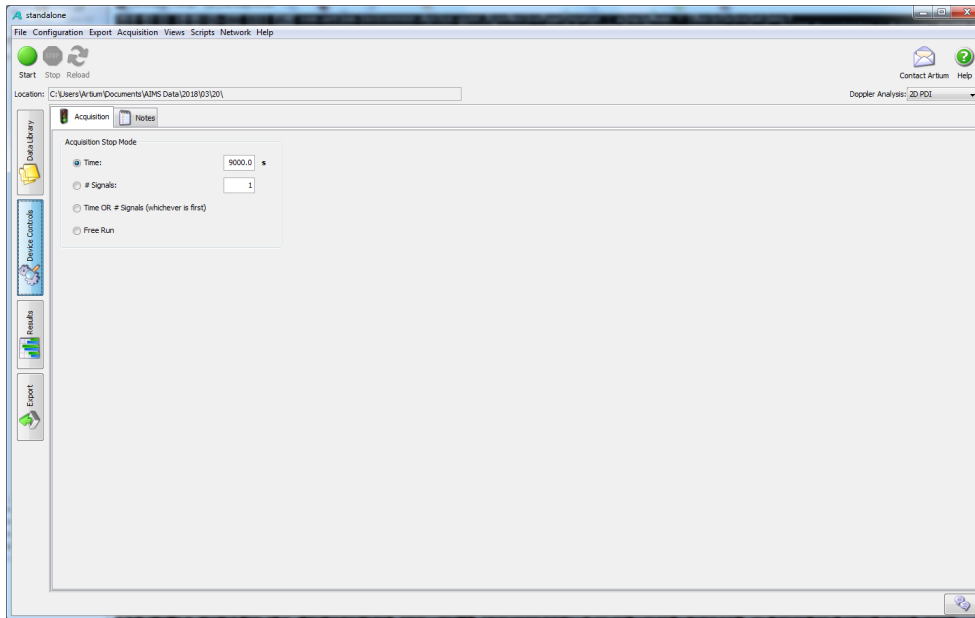 standalone
File Configuration Export Acquisition Views Scripts Network Help
Start Stop Reload
Contact Artium Help
Location: C:\Users\Artium\Documents\AIMS Data\2018\03\20\
Doppler Analysis: 2D PDI
Acquisition Notes
Data Library
Device Controls
Results
Export
Acquisition Stop Mode
Time: 9000.0 s
# Signals: 1
Time OR # Signals (whichever is first)
Free Run